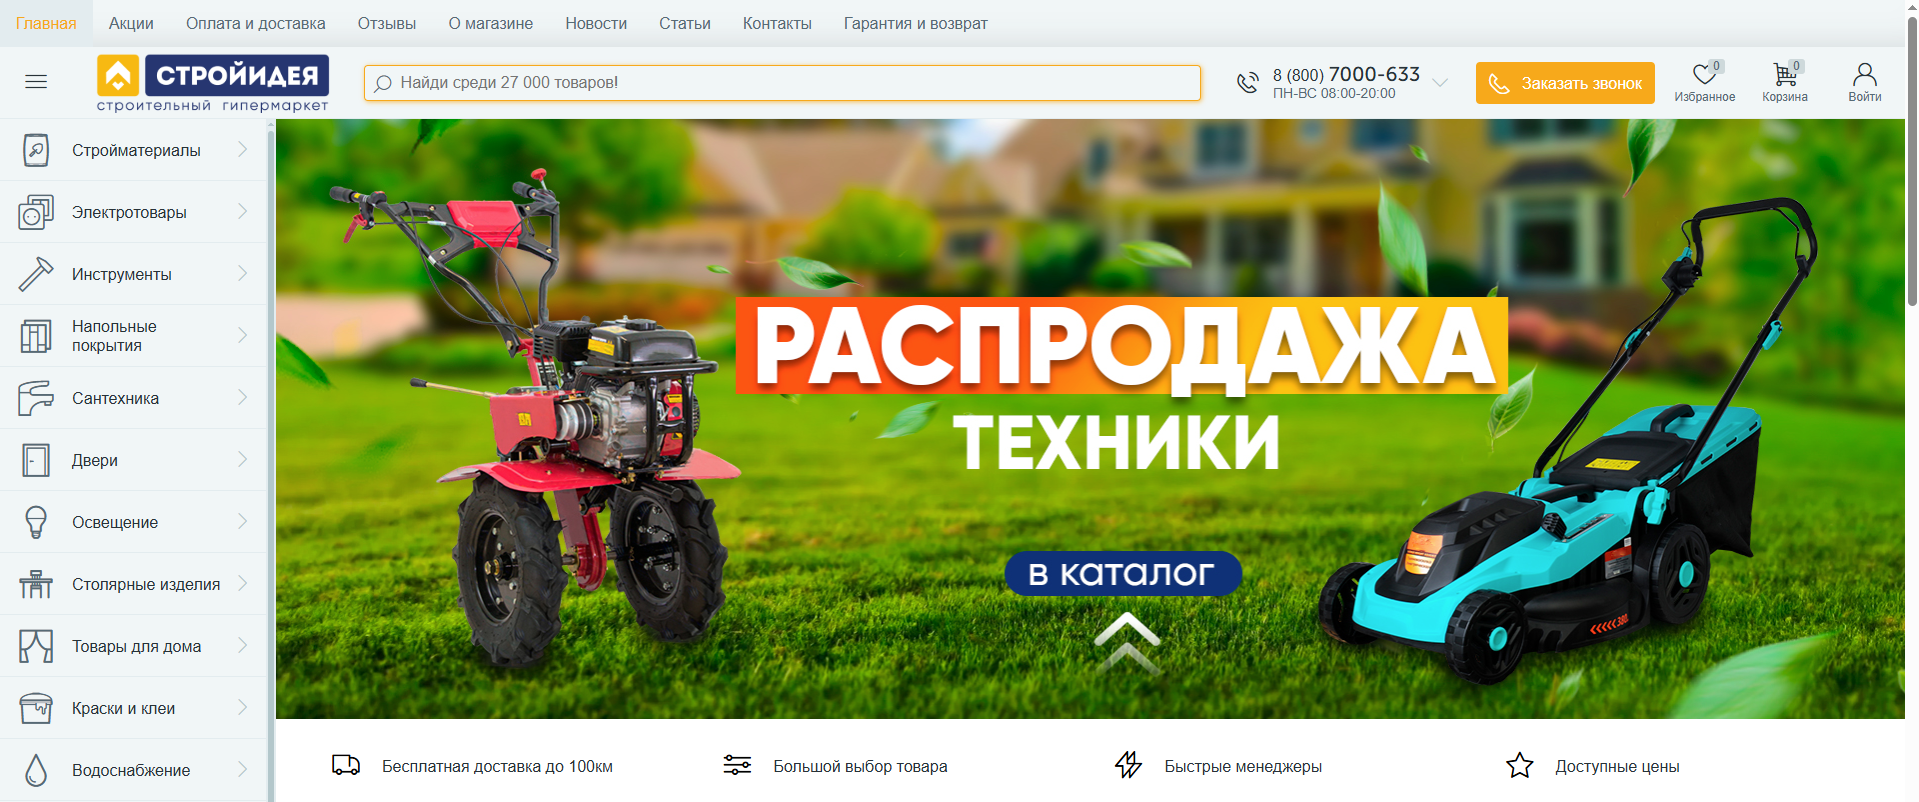 Главная
Акции
Оплата и доставка
Отзывы
О магазине
Новости
Статьи
Контакты
Гарантия и возврат
СТРОЙИДЕЯ
строительный гипермаркет
Найди среди 27 000 товаров!
8 (800) 7000-633
ПН-ВС 08:00-20:00
Заказать звонок
0
Избранное
0
Корзина
Войти
Стройматериалы
Электротовары
Инструменты
Напольные
покрытия
Сантехника
Двери
Освещение
Столярные изделия
Товары для дома
Краски и клеи
Водоснабжение
РАСПРОДАЖА
ТЕХНИКИ
в каталог
Бесплатная доставка до 100км
Большой выбор товара
Быстрые менеджеры
Доступные цены